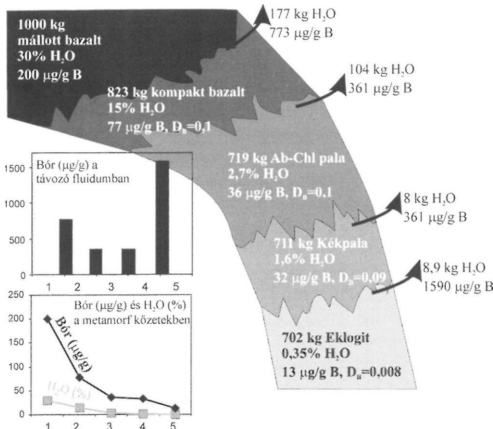 1000 kg
mállott bazalt
30% H₂O
200 µg/g B
177 kg H₂O
773 µg/g B
823 kg kompakt bazalt
15% H₂O
77 µg/g B, Dʙ=0,1
104 kg H₂O
361 µg/g B
719 kg Ab-Chl pala
2,7% H₂O
36 µg/g B, Dʙ=0.1
8 kg H₂O
361 µg/g B
711 kg Kékpala
1,6% H₂O
32 µg/g B, Dʙ=0,09
8,9 kg H₂O
1590 µg/g B
702 kg Eklogit
0,35% H₂O
13 µg/g B, Dʙ=0,008
Bór (µg/g) a
távozó fluidumban
1500
1000
500
0
1 2 3 4 5
Bór (µg/g) és H₂O (%)
a metamorf kőzetekben
250
200
150
100
50
0
Bór (µg/g)
H₂O (%)
1 2 3 4 5